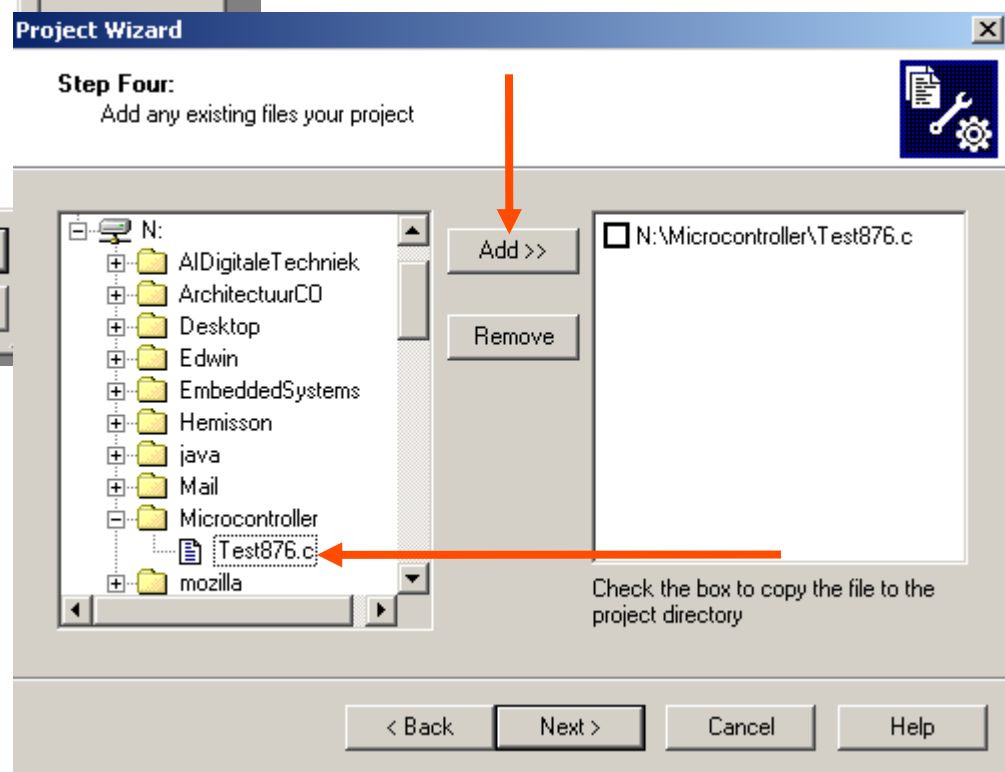 Project Wizard
Step Four:
Add any existing files your project
N:
AIDigitaleTechniek
ArchitectuurCO
Desktop
Edwin
EmbeddedSystems
Hemisson
java
Mail
Microcontroller
Test876.c
mozilla
Add >>
Remove
N:\Microcontroller\Test876.c
Check the box to copy the file to the
project directory
< Back
Next >
Cancel
Help